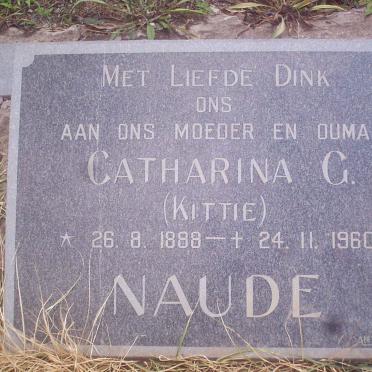 MET LIEFDE DINK
ONS
AAN ONS MOEDER EN OUMA
CATHARINA G.
(KITTIE)
* 26. 8. 1888 — + 24. 11. 1960
NAUDE